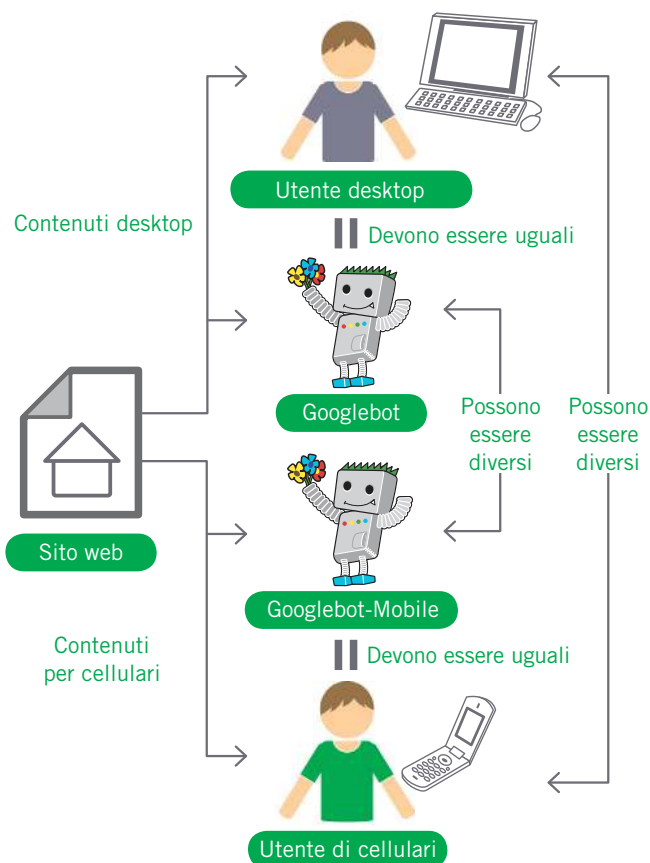 Utente desktop
Contenuti desktop
Devono essere uguali
Googlebot
Possono
essere
diversi
Possono
essere
diversi
Sito web
Googlebot-Mobile
Contenuti
per cellulari
Devono essere uguali
Utente di cellulari